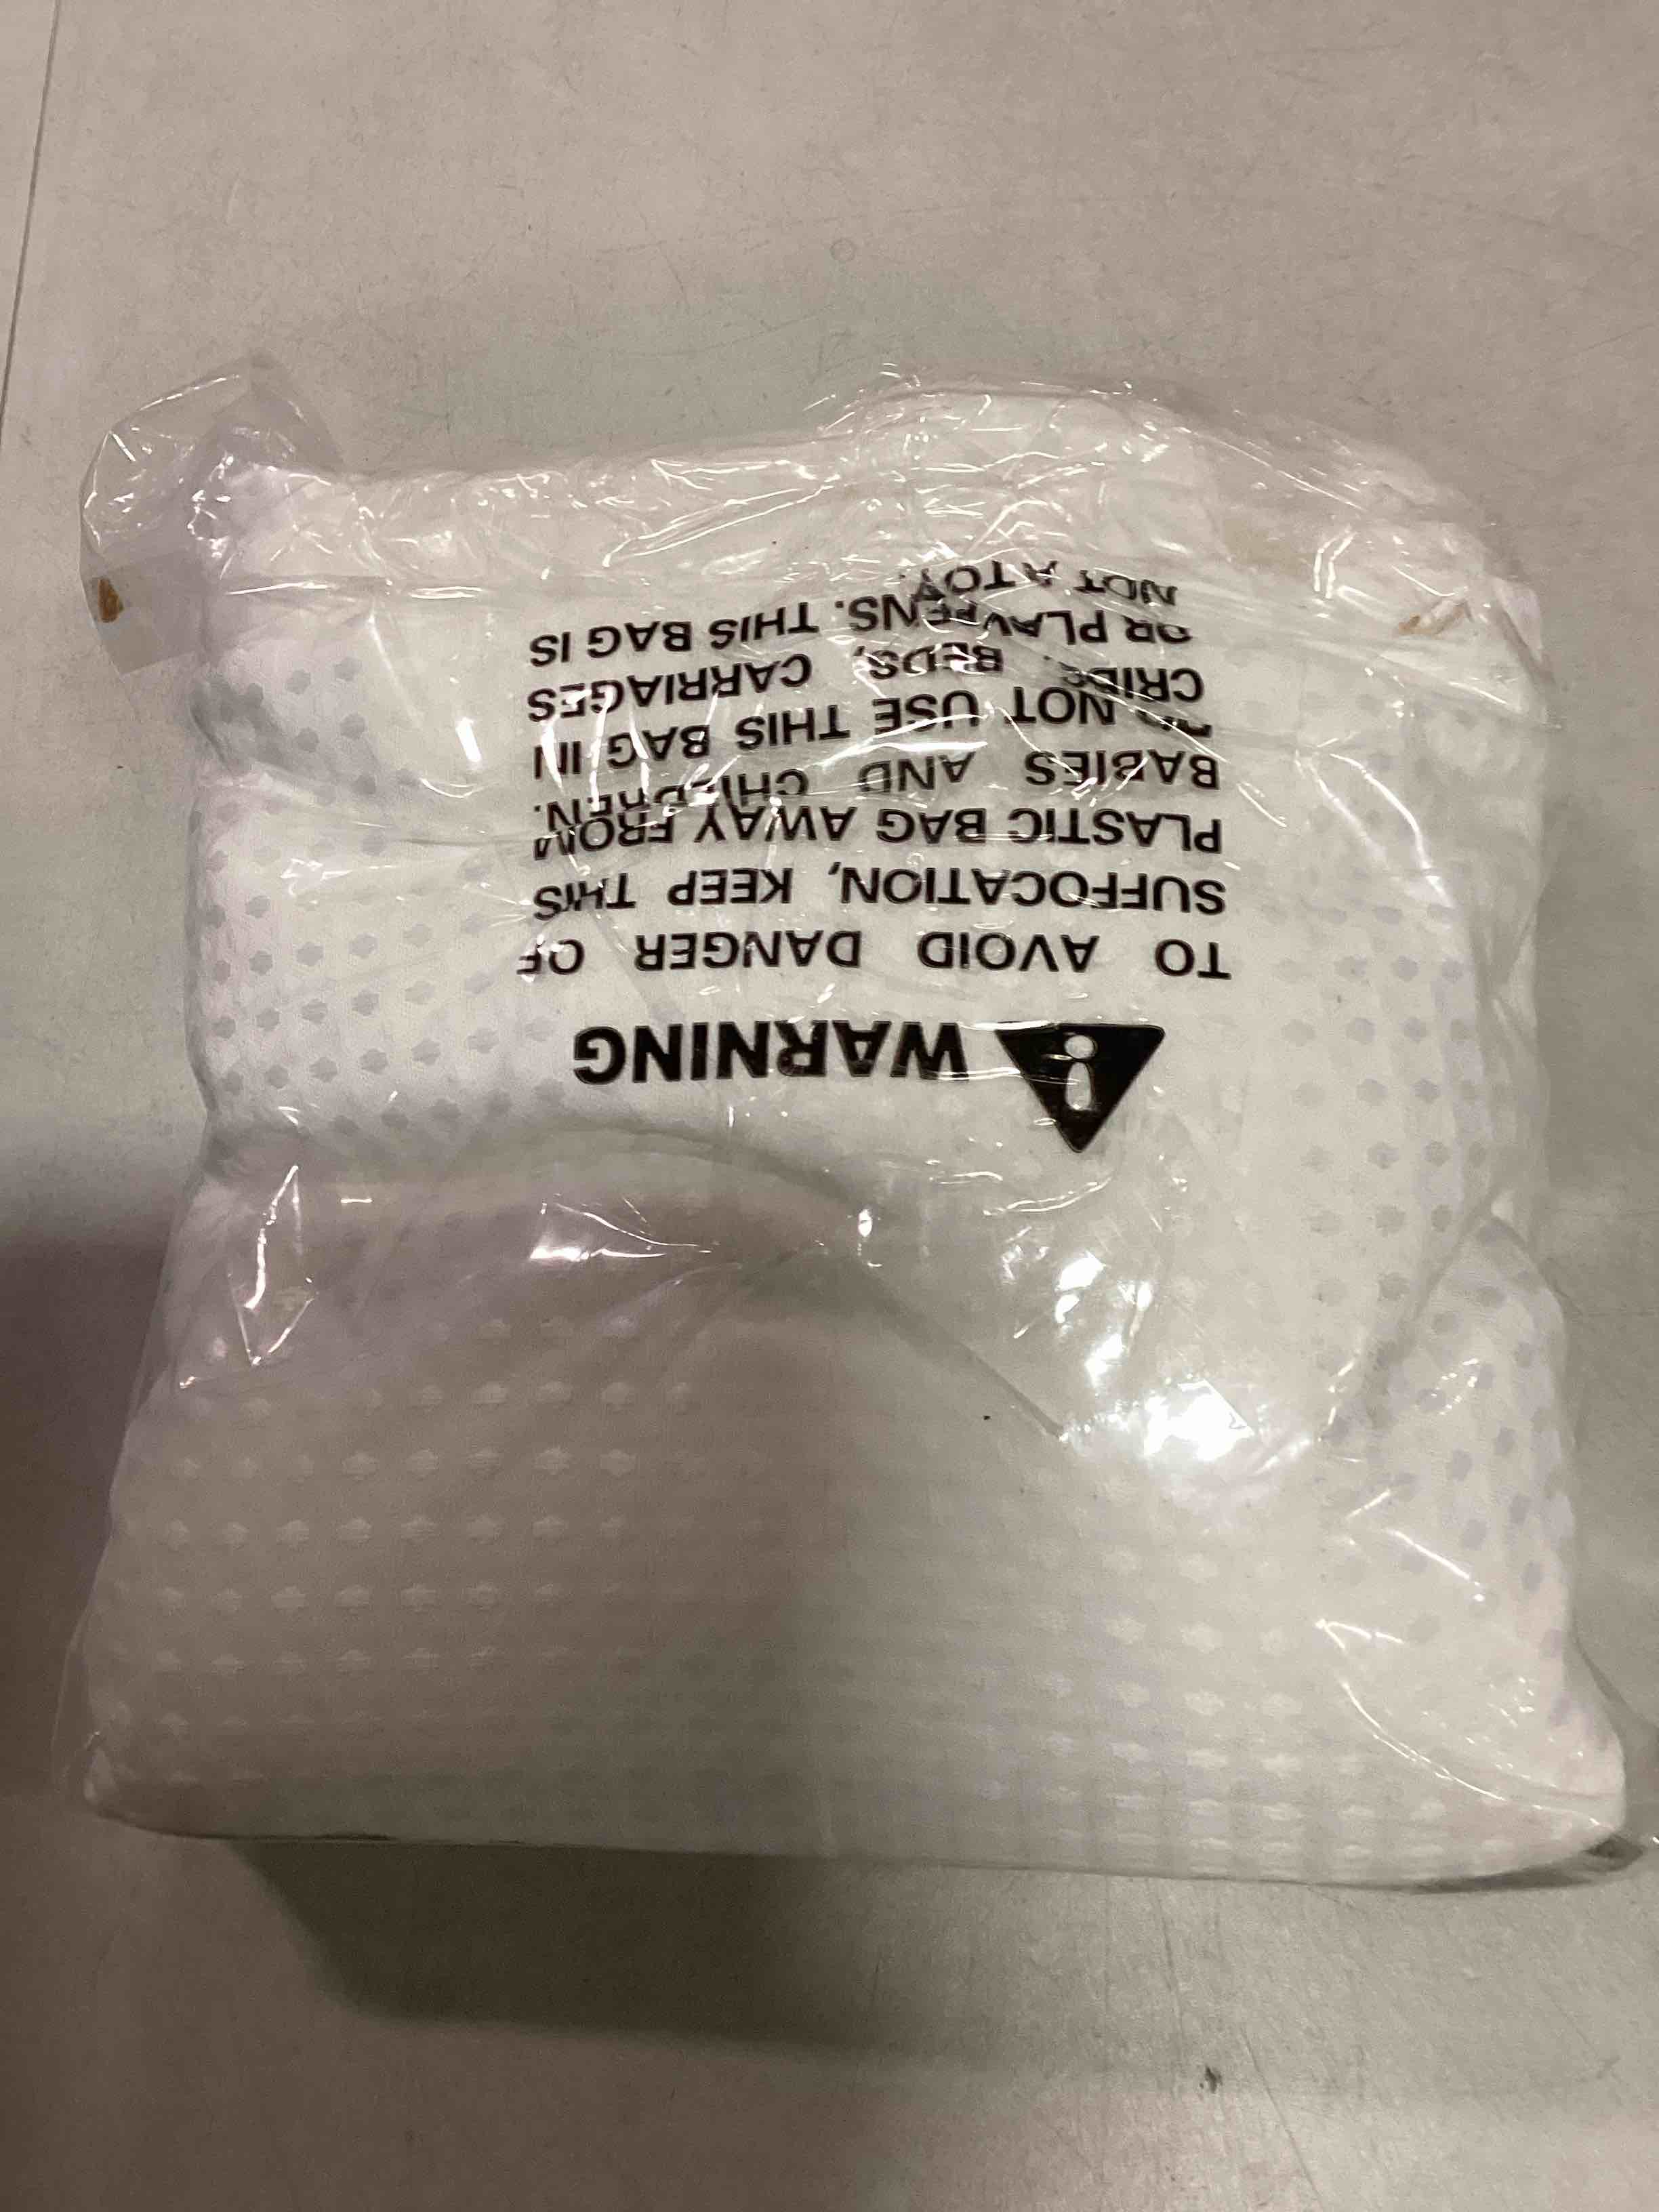 WARNING
TO AVOID DANGER OF
SUFFOCATION, KEEP THIS
PLASTIC BAG AWAY FROM
BABIES AND CHILDREN.
DO NOT USE THIS BAG IN
CRIBS, BEDS, CARRIAGES
OR PLAYPENS. THIS BAG IS
NOT A TOY.